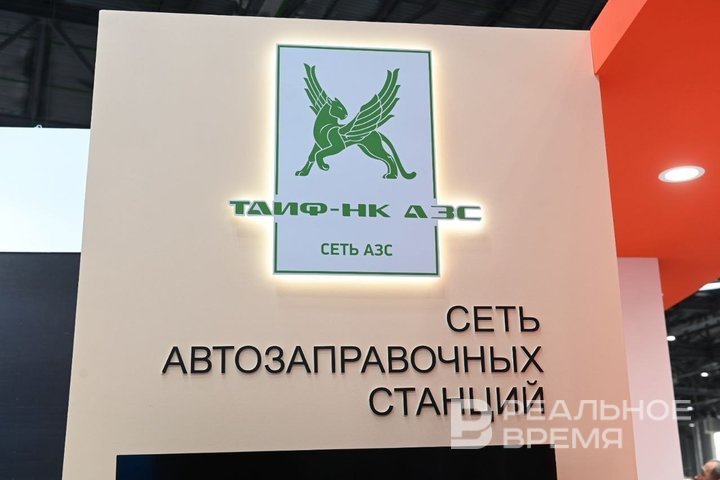 ТАИФ-НК АЗС
СЕТЬ АЗС
СЕТЬ
АВТОЗАПРАВОЧНЫХ
СТАНЦИЙ
РЕАЛЬНОЕ
ВРЕМЯ